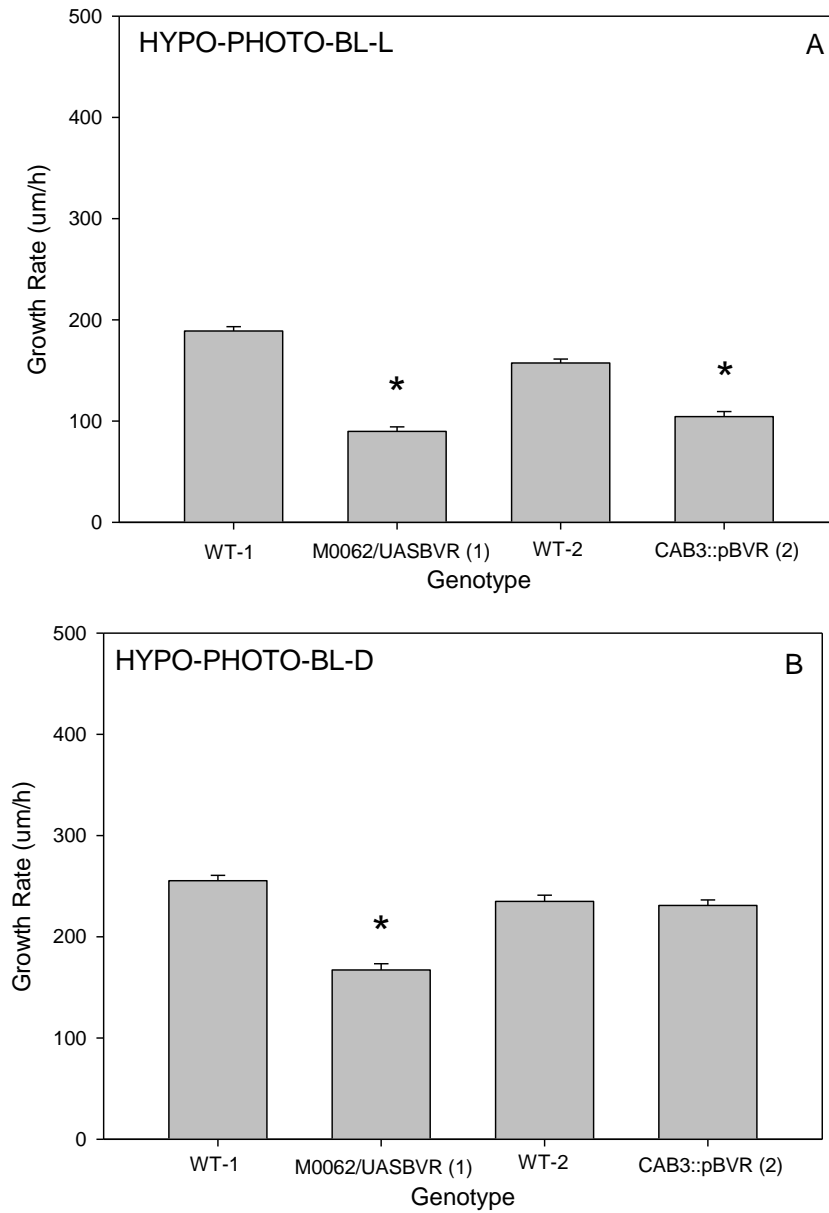 HYPO-PHOTO-BL-L
A
500
400
300
200
100
0
Growth Rate (um/h)
*
*
WT-1
M0062/UASBVR (1)
WT-2
CAB3::pBVR (2)
Genotype
HYPO-PHOTO-BL-D
B
500
400
300
200
100
0
Growth Rate (um/h)
*
WT-1
M0062/UASBVR (1)
WT-2
CAB3::pBVR (2)
Genotype